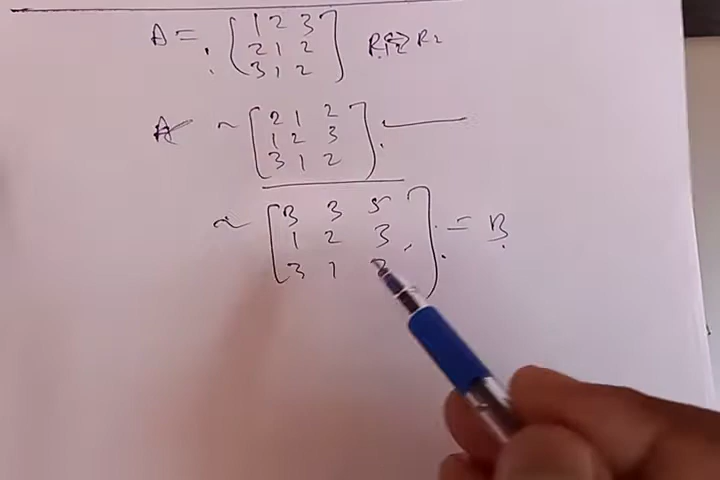 A = [1 2 3 R12 ⇔ R2
2 1 2
3 1 2]
A ~ [2 1 2
1 2 3
3 1 2]
~ [3 3 5
1 2 3 = B
3 1 2]